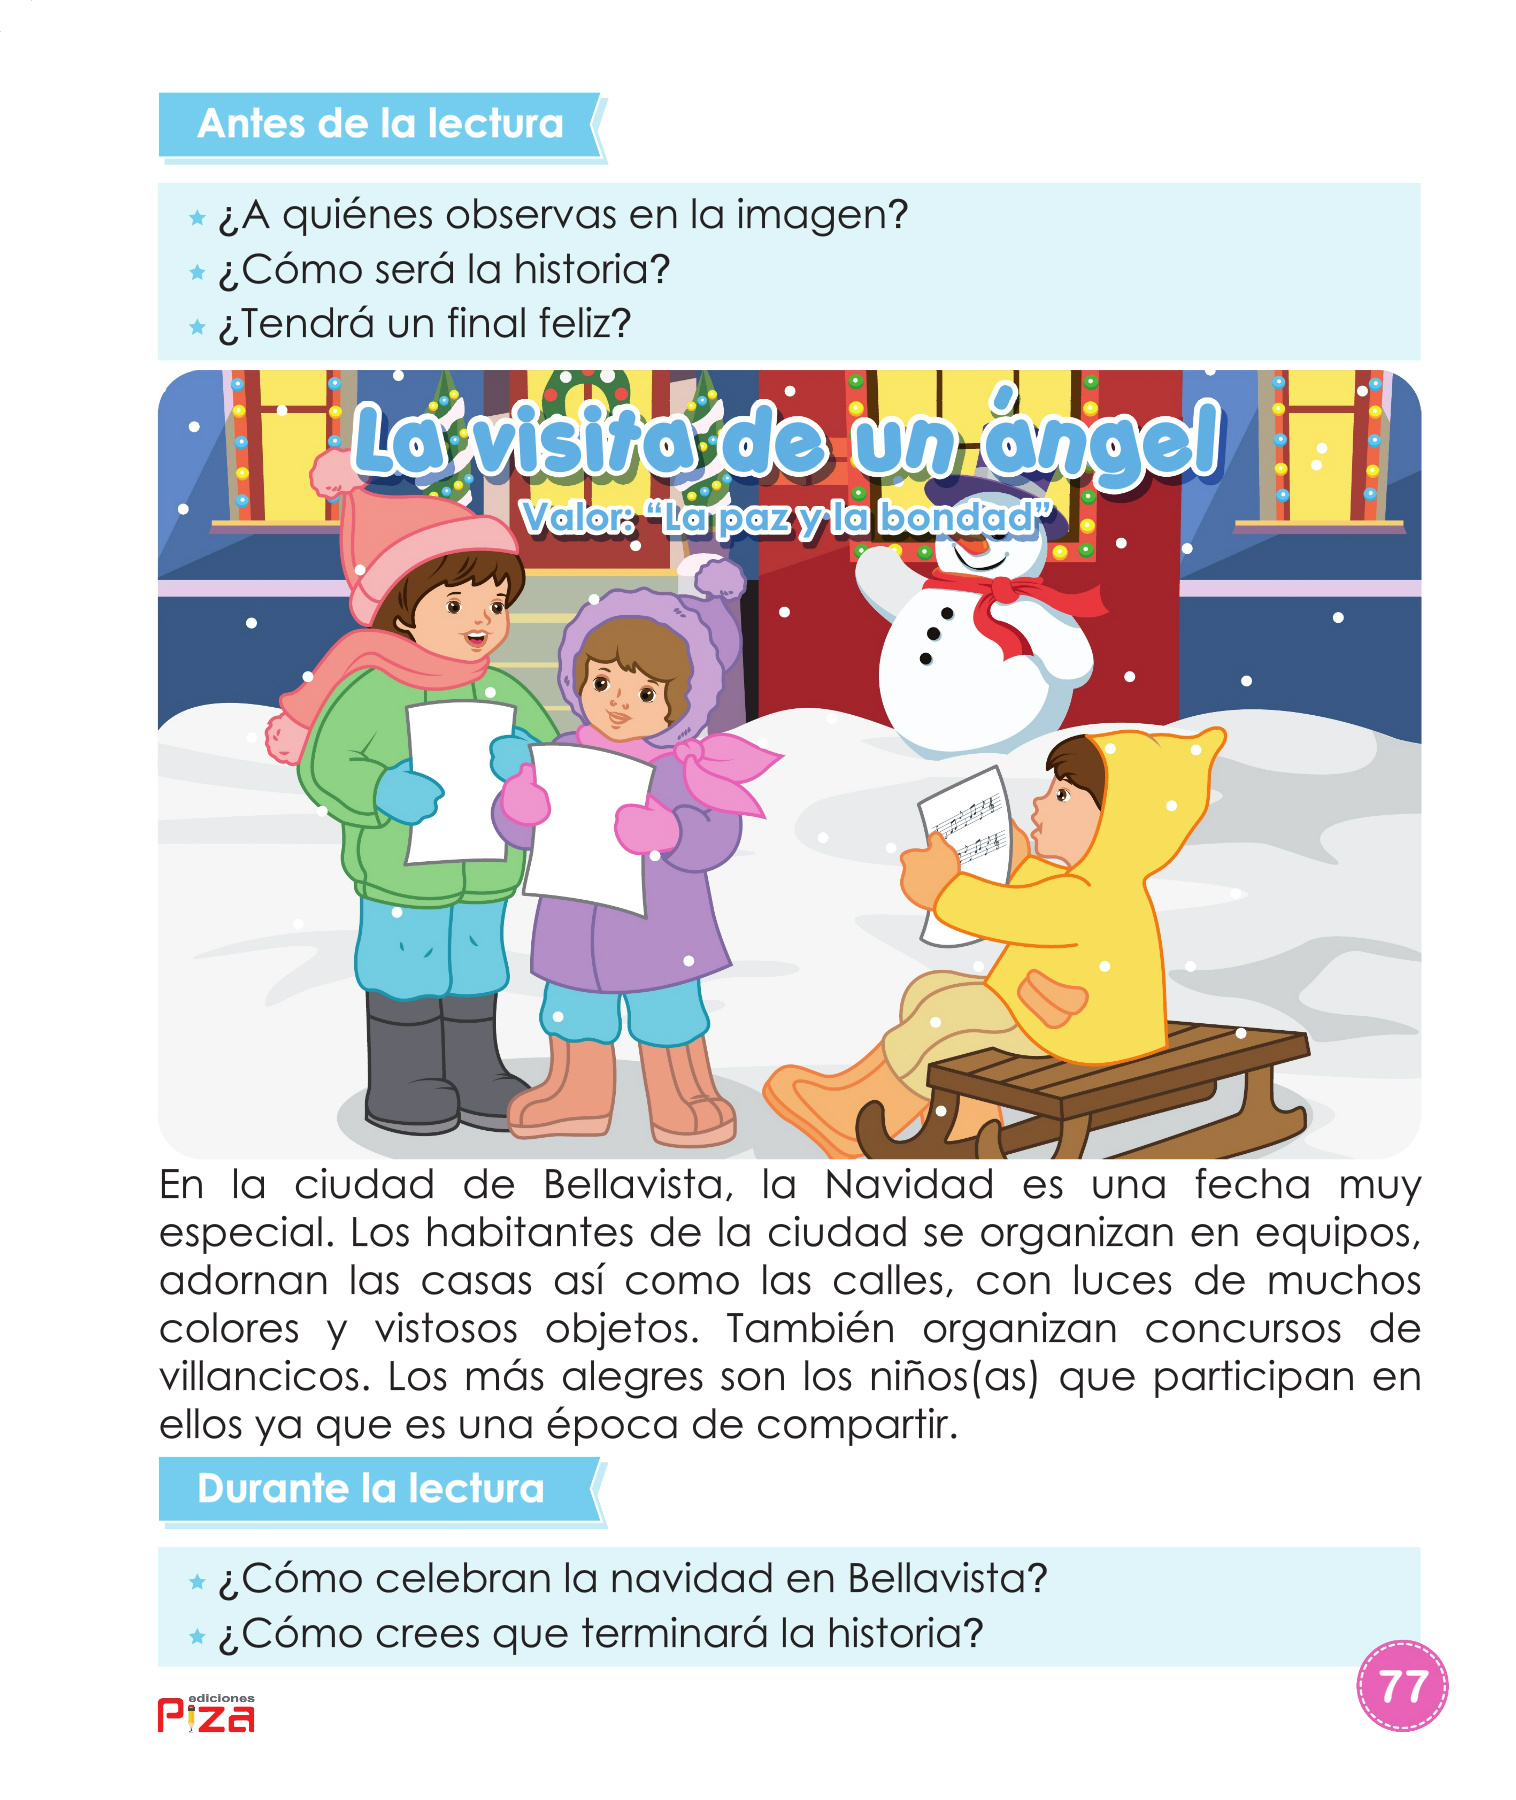 Antes de la lectura
¿A quiénes observas en la imagen?
¿Cómo será la historia?
¿Tendrá un final feliz?
La visita de un ángel
Valor: “La paz y la bondad”
En la ciudad de Bellavista, la Navidad es una fecha muy
especial. Los habitantes de la ciudad se organizan en equipos,
adornan las casas así como las calles, con luces de muchos
colores y vistosos objetos. También organizan concursos de
villancicos. Los más alegres son los niños(as) que participan en
ellos ya que es una época de compartir.
Durante la lectura
¿Cómo celebran la navidad en Bellavista?
¿Cómo crees que terminará la historia?
77
ediciones
Piza